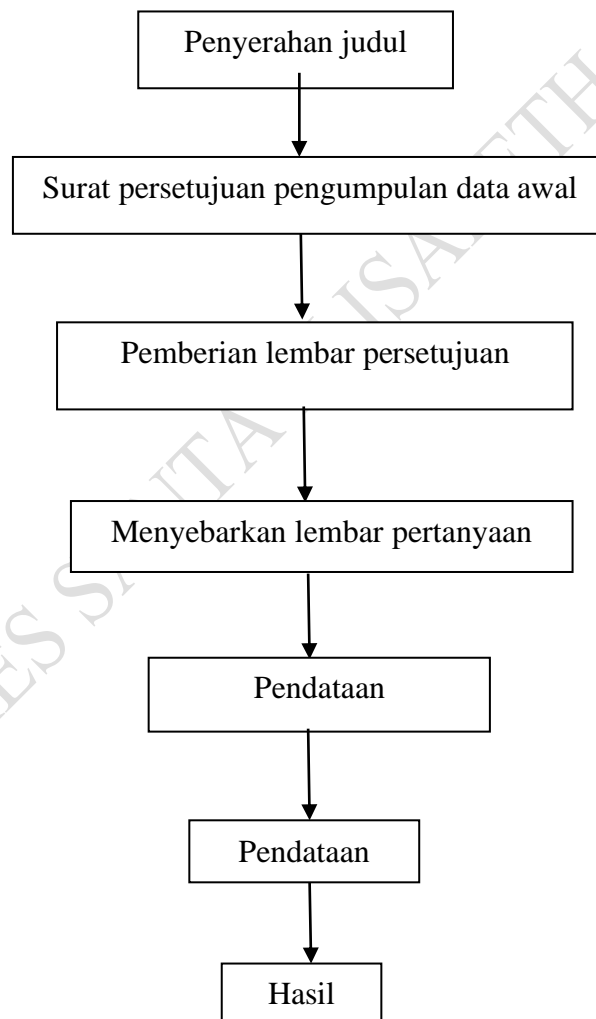 Penyerahan judul
Surat persetujuan pengumpulan data awal
Pemberian lembar persetujuan
Menyebarkan lembar pertanyaan
Pendataan
Pendataan
Hasil